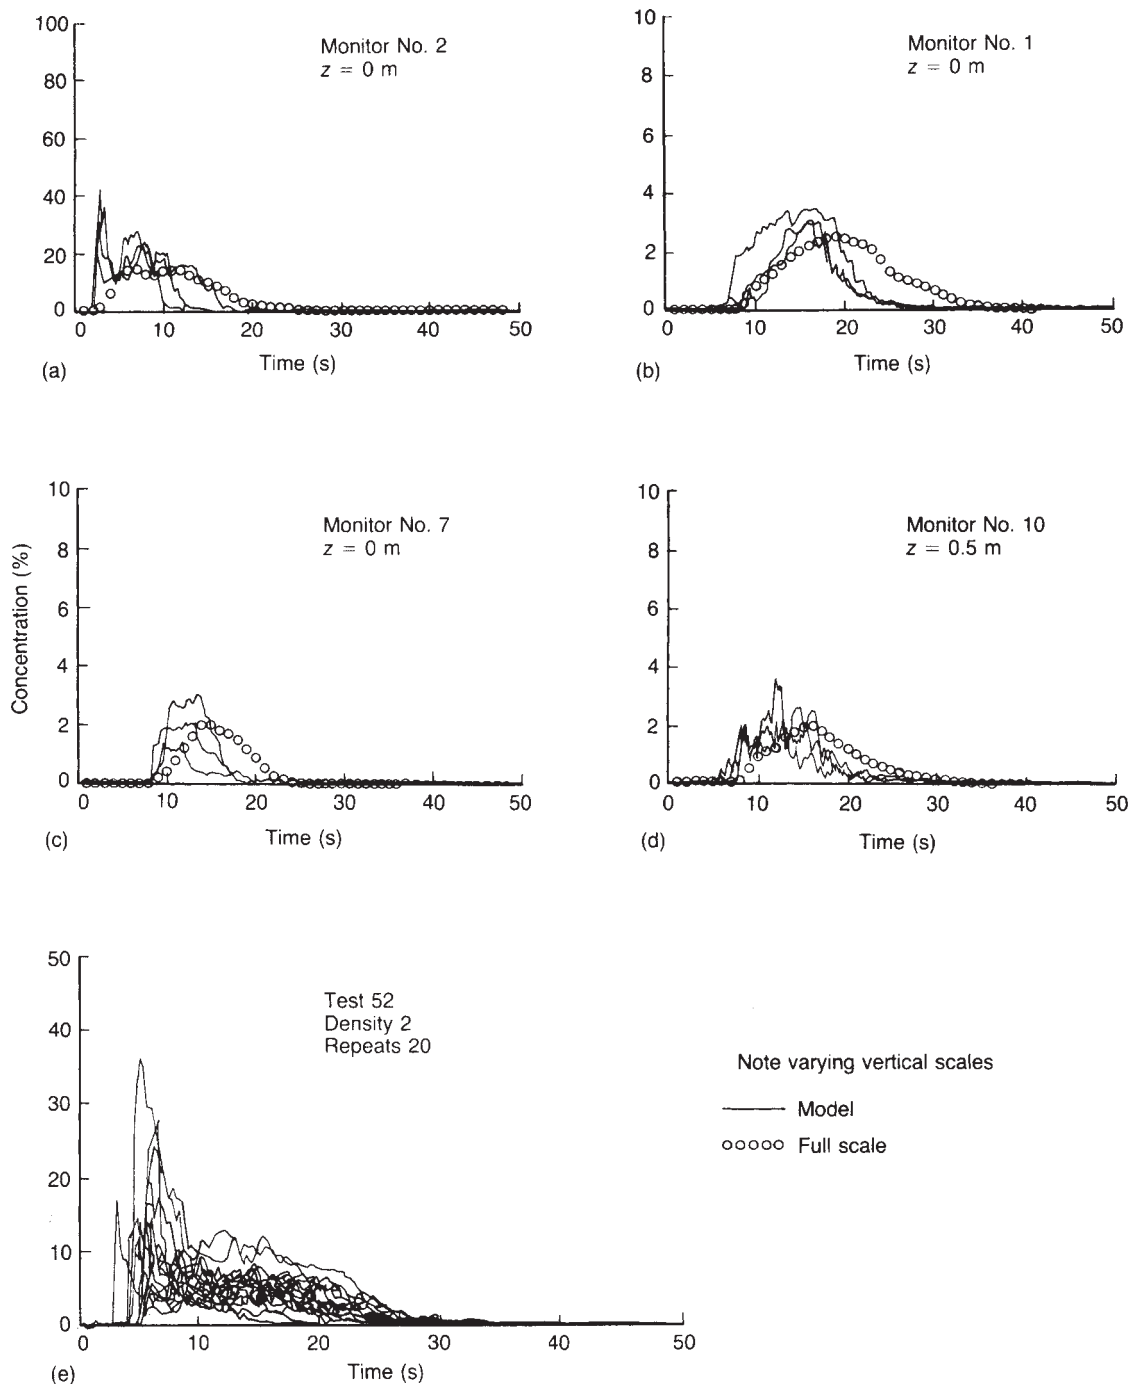 100
80
60
40
20
0
0 10 20 30 40 50
Monitor No. 2
z = 0 m
Time (s)
(a)
10
8
6
4
2
0
0 10 20 30 40 50
Monitor No. 1
z = 0 m
Time (s)
(b)
Concentration (%)
10
8
6
4
2
0
0 10 20 30 40 50
Monitor No. 7
z = 0 m
Time (s)
(c)
10
8
6
4
2
0
0 10 20 30 40 50
Monitor No. 10
z = 0.5 m
Time (s)
(d)
50
40
30
20
10
0
0 10 20 30 40 50
Test 52
Density 2
Repeats 20
Time (s)
(e)
Note varying vertical scales
Model
Full scale